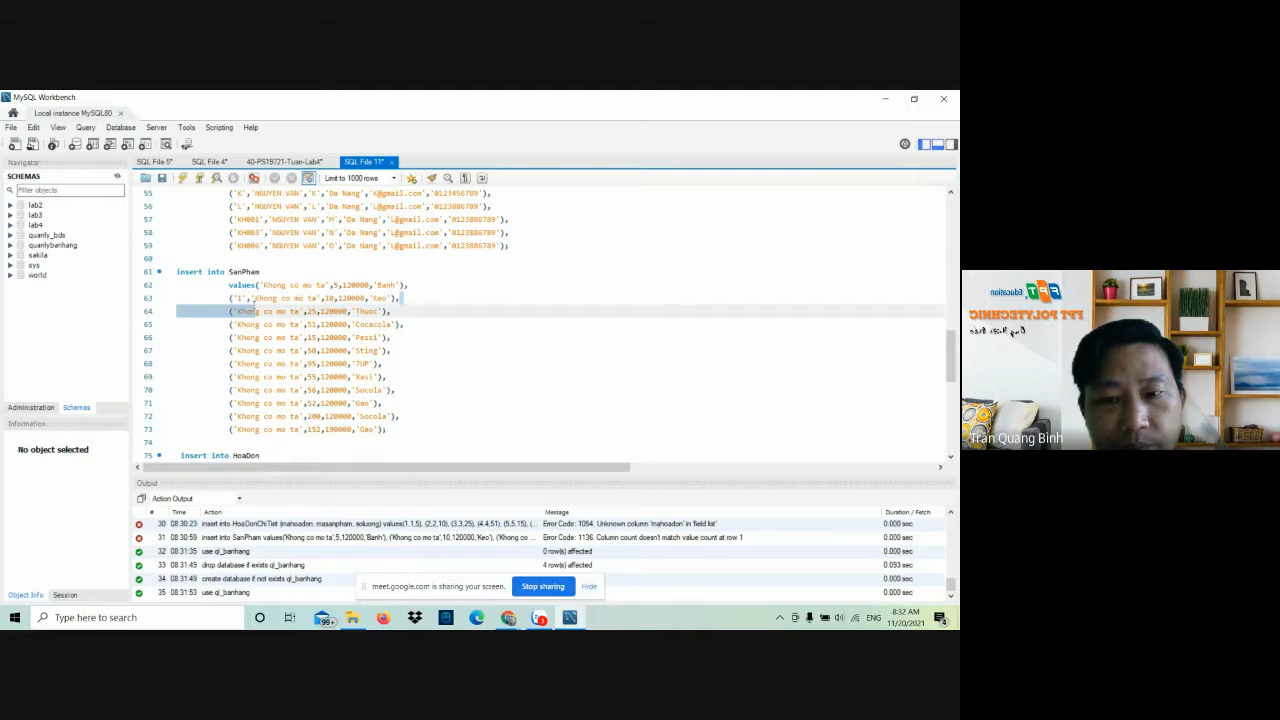 MySQL Workbench
Local instance MySQL80
File Edit View Query Database Server Tools Scripting Help
Navigator
SQL File 5* SQL File 4* 40-PS19721-Tuan-Lab4* SQL File 11*
SCHEMAS
Limit to 1000 rows
Filter objects
lab2
lab3
lab4
quanly_bds
quanlybanhang
sakila
sys
world
Administration Schemas
Information
No object selected
Object Info Session
55 ('K','NGUYEN VAN','K','Da Nang','K@gmail.com','0123456789'),
56 ('L','NGUYEN VAN','L','Da Nang','L@gmail.com','0123886789'),
57 ('KH001','NGUYEN VAN','M','Da Nang','L@gmail.com','0123886789'),
58 ('KH003','NGUYEN VAN','N','Da Nang','L@gmail.com','0123886789'),
59 ('KH006','NGUYEN VAN','O','Da Nang','L@gmail.com','0123886789');
60
61 insert into SanPham
62 values('Khong co mo ta',5,120000,'Banh'),
63 ('1','Khong co mo ta',10,120000,'Keo'),
64 ('Khong co mo ta',25,120000,'Thuoc'),
65 ('Khong co mo ta',51,120000,'Cocacola'),
66 ('Khong co mo ta',15,120000,'Pessi'),
67 ('Khong co mo ta',50,120000,'Sting'),
68 ('Khong co mo ta',95,120000,'7UP'),
69 ('Khong co mo ta',55,120000,'Xasi'),
70 ('Khong co mo ta',56,120000,'Socola'),
71 ('Khong co mo ta',52,120000,'Gao'),
72 ('Khong co mo ta',200,120000,'Socola'),
73 ('Khong co mo ta',152,190000,'Gao');
74
75 insert into HoaDon
Output
Action Output
# Time Action Message Duration / Fetch
30 08:30:23 insert into HoaDonChiTiet (mahoadon, masanpham, soluong) values(1,1,5), (2,2,10), (3,3,25), (4,4,51), (5,5,15), (... Error Code: 1054. Unknown column 'mahoadon' in 'field list' 0.000 sec
31 08:30:59 insert into SanPham values('Khong co mo ta',5,120000,'Banh'), ('Khong co mo ta',10,120000,'Keo'), ('Khong co ... Error Code: 1136. Column count doesn't match value count at row 1 0.000 sec
32 08:31:35 use ql_banhang 0 row(s) affected 0.000 sec
33 08:31:49 drop database if exists ql_banhang 4 row(s) affected 0.093 sec
34 08:31:49 create database if not exists ql_banhang 0.000 sec
35 08:31:53 use ql_banhang 0.000 sec
meet.google.com is sharing your screen. Stop sharing Hide
Type here to search
99+
3
ENG
8:32 AM
11/20/2021
4
FPT Education
FPT POLYTECHNIC
Trần Quang Bình